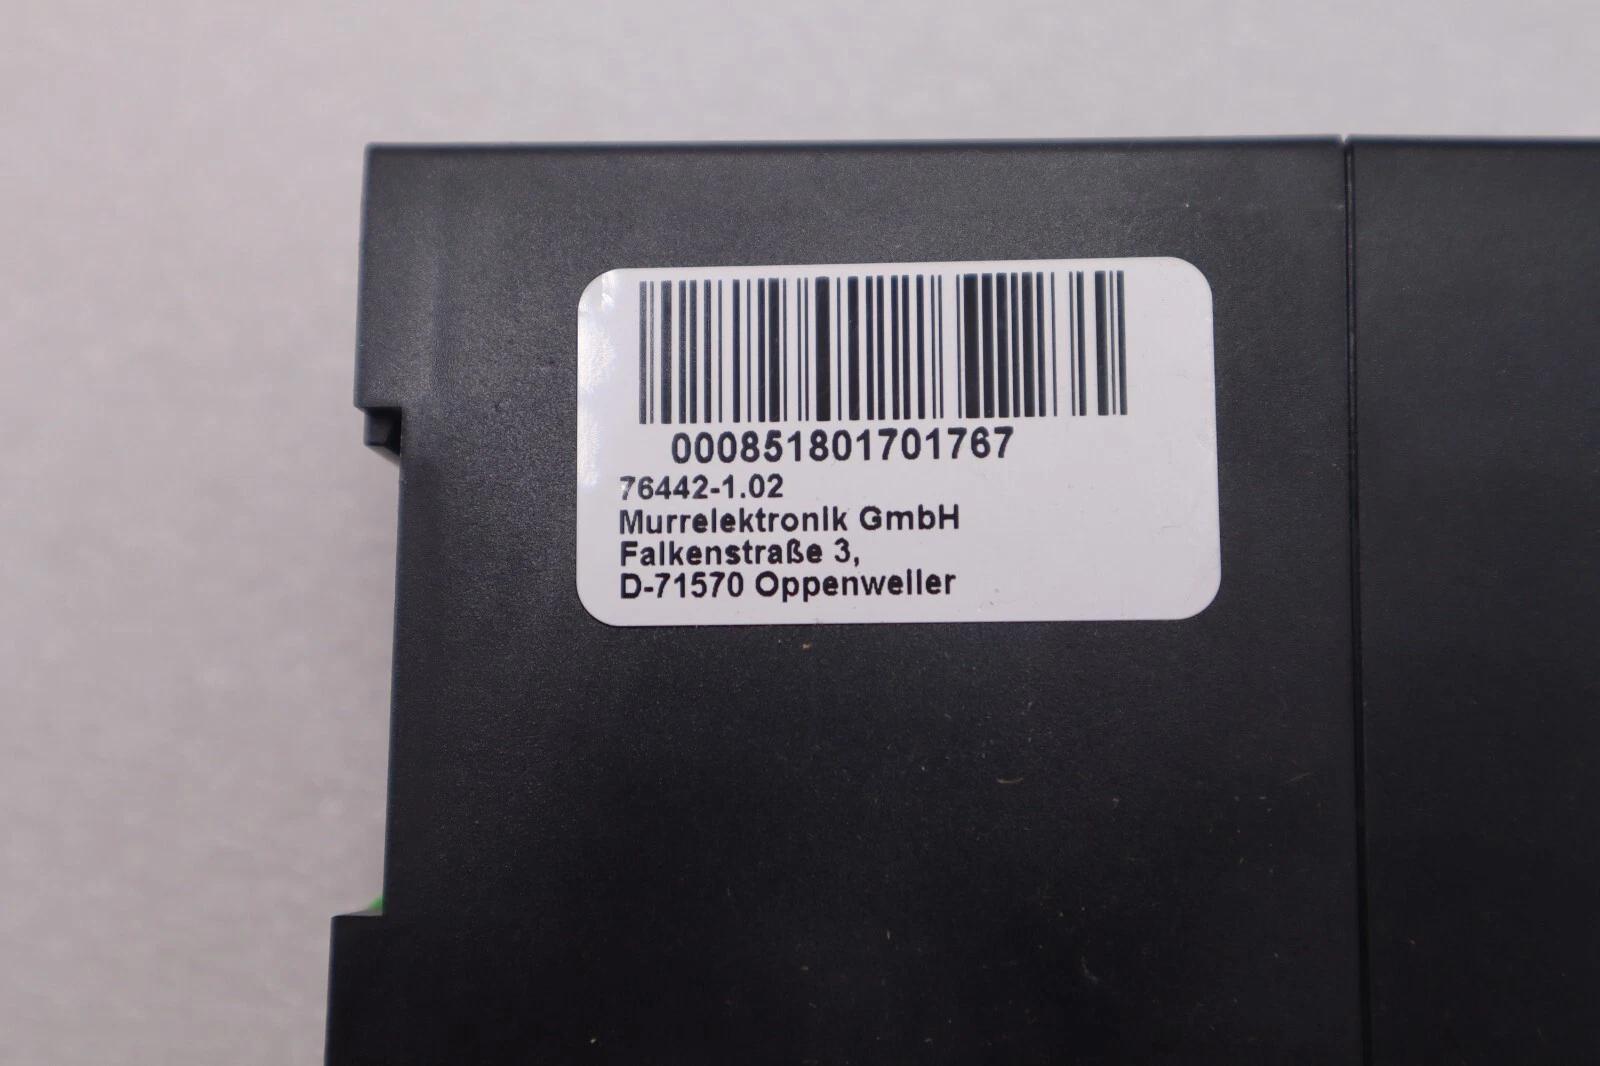 000851801701767
76442-1.02
Murrelektronik GmbH
Falkenstraße 3,
D-71570 Oppenweiler